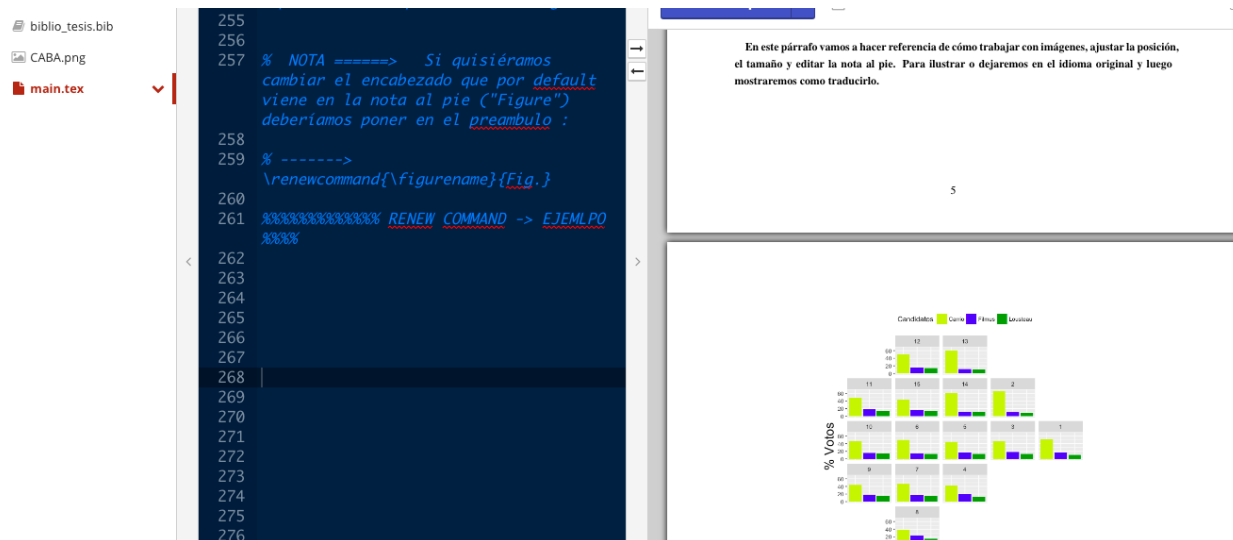 biblio_tesis.bib
CABA.png
main.tex
255
256
257 % NOTA ======> Si quisiéramos
cambiar el encabezado que por default
viene en la nota al pie ("Figure")
deberíamos poner en el preambulo :
258
259 % ------->
\renewcommand{\figurename}{Fig.}
260
261 %%%%%%%%%%%%% RENEW COMMAND -> EJEMLPO
%%%%
262
263
264
265
266
267
268
269
270
271
272
273
274
275
276
En este párrafo vamos a hacer referencia de cómo trabajar con imágenes, ajustar la posición,
el tamaño y editar la nota al pie. Para ilustrar o dejaremos en el idioma original y luego
mostraremos como traducirlo.
5
Candidatos Carrio Filmus Lousteau
12 13
11 15 14 2
10 6 5 3 1
% Votos
9 7 4
8